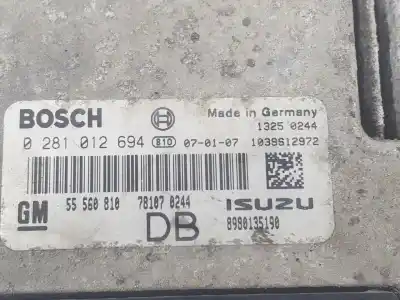 BOSCH Made in Germany
1325 0244
0 281 012 694 B10 07-01-07 1039S12972
GM 55 560 810 78107 0244 ISUZU
DB 8980135190